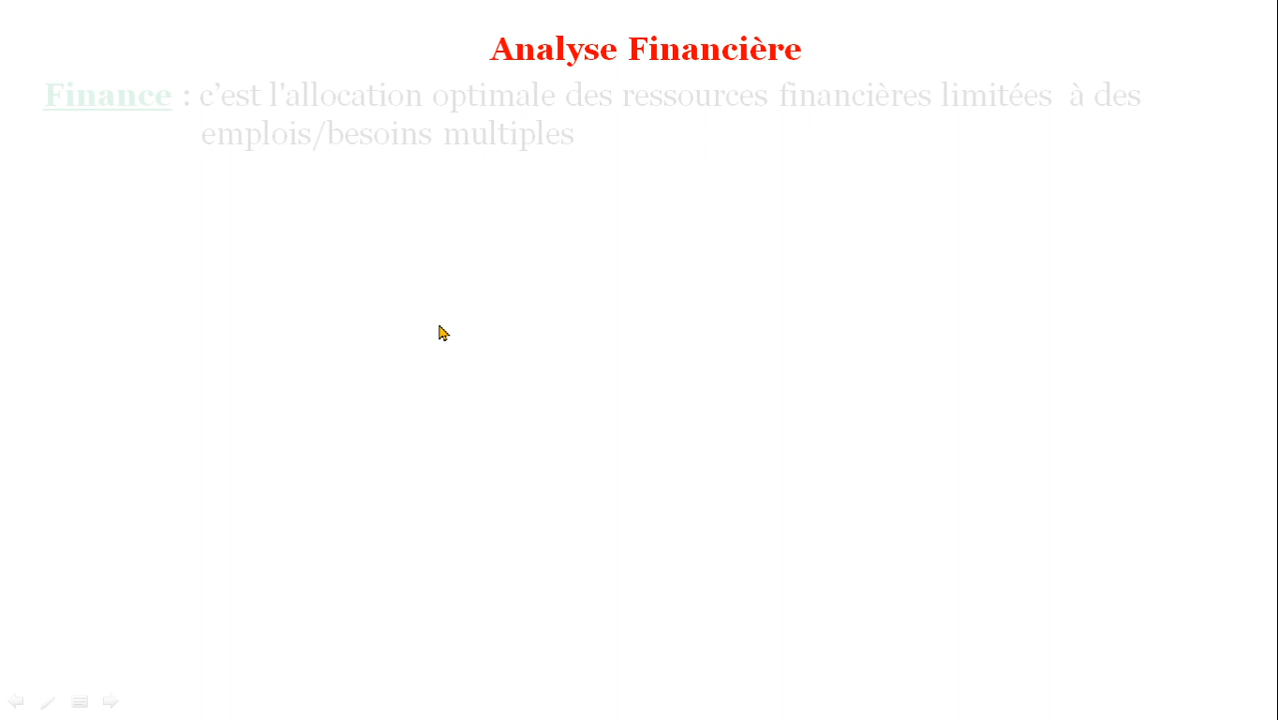 Analyse Financière
Finance : c’est l'allocation optimale des ressources financières limitées à des
emplois/besoins multiples